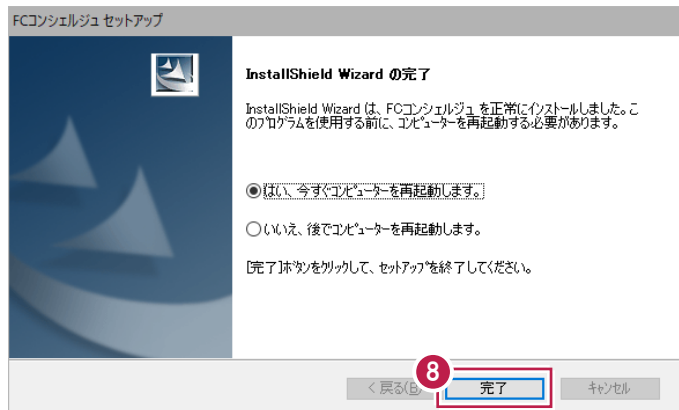 FCコンシェルジュ セットアップ
InstallShield Wizard の完了
InstallShield Wizard は、FCコンシェルジュ を正常にインストールしました。こ
のプログラムを使用する前に、コンピューターを再起動する必要があります。
はい、今すぐコンピューターを再起動します。
いいえ、後でコンピューターを再起動します。
[完了]ボタンをクリックして、セットアップを終了してください。
8
< 戻る(B) 完了 キャンセル